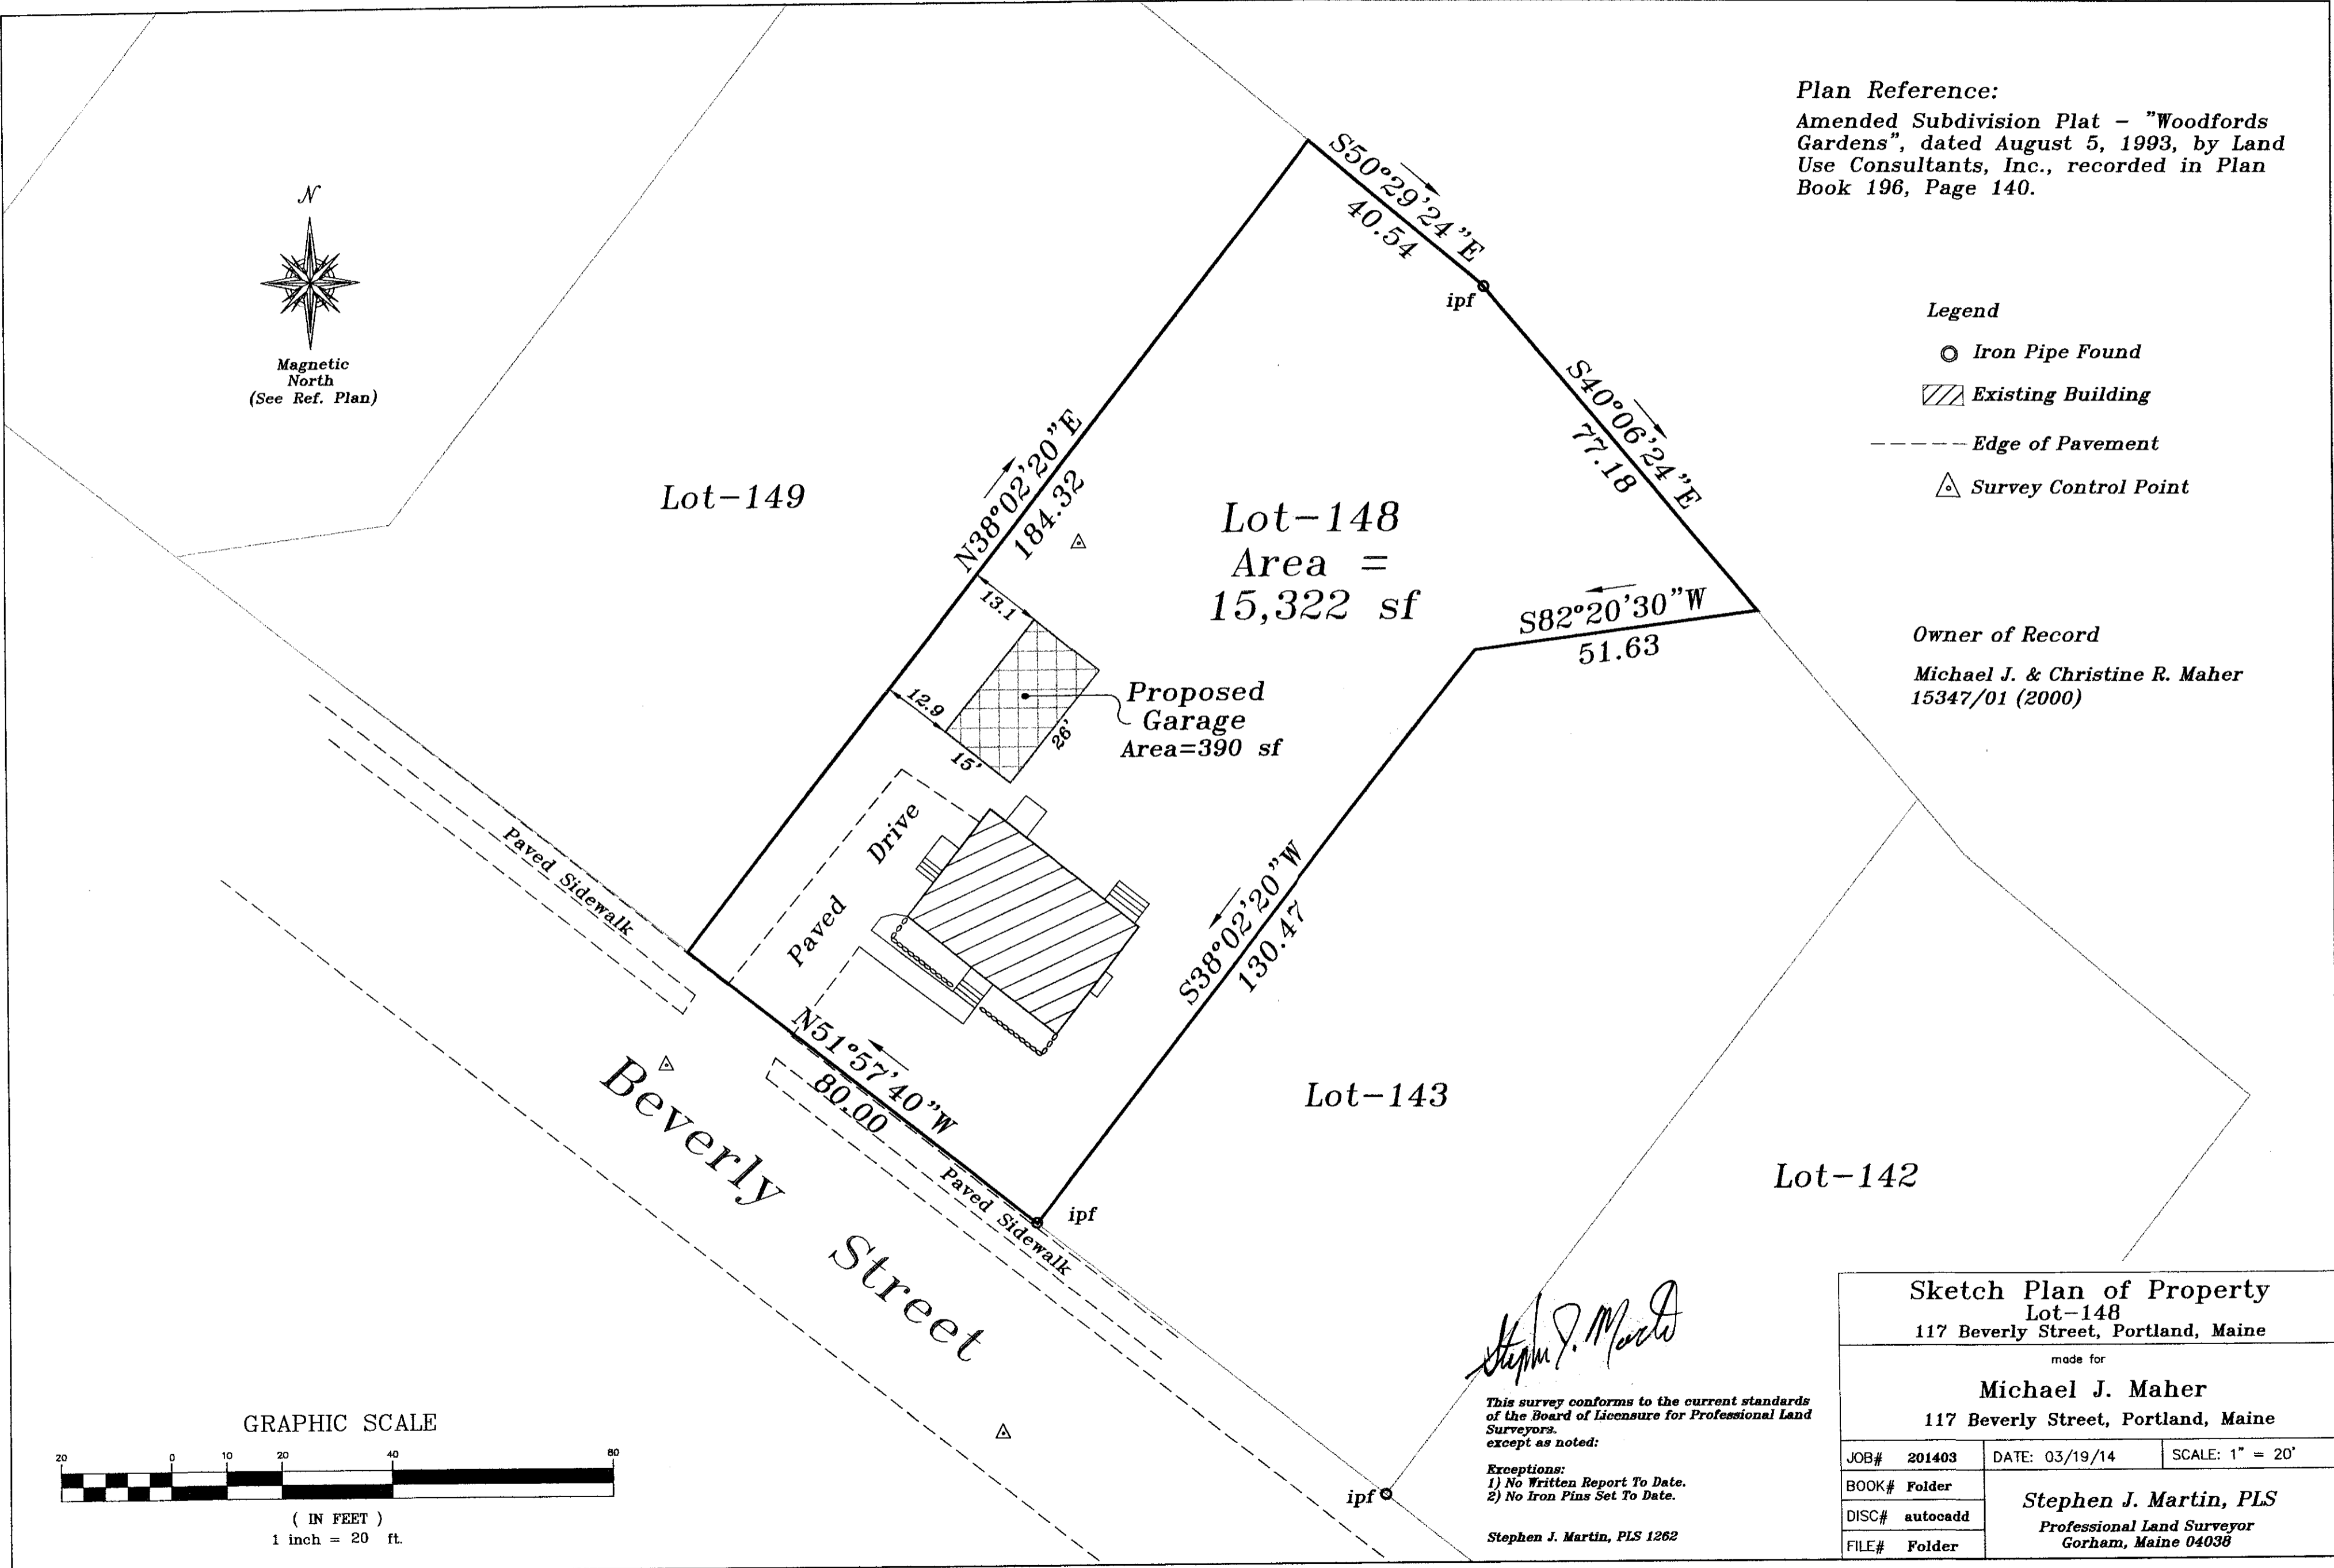 Plan Reference:
Amended Subdivision Plat - "Woodfords
Gardens", dated August 5, 1993, by Land
Use Consultants, Inc., recorded in Plan
Book 196, Page 140.
N
Magnetic
North
(See Ref. Plan)
Legend
Iron Pipe Found
Existing Building
Edge of Pavement
Survey Control Point
Owner of Record
Michael J. & Christine R. Maher
15347/01 (2000)
S50°29'24"E
40.54
ipf
S40°06'24"E
77.18
S82°20'30"W
51.63
N38°02'20"E
184.32
Lot-149
Lot-148
Area =
15,322 sf
13.1
12.9
15'
26'
Proposed
Garage
Area=390 sf
Paved Drive
S38°02'20"W
130.47
N51°57'40"W
80.00
Paved Sidewalk
Paved Sidewalk
ipf
Beverly Street
Lot-143
Lot-142
ipf
GRAPHIC SCALE
20 0 10 20 40 80
( IN FEET )
1 inch = 20 ft.
Stephen J. Martin
This survey conforms to the current standards
of the Board of Licensure for Professional Land
Surveyors.
except as noted:
Exceptions:
1) No Written Report To Date.
2) No Iron Pins Set To Date.
Stephen J. Martin, PLS 1262
Sketch Plan of Property
Lot-148
117 Beverly Street, Portland, Maine
made for
Michael J. Maher
117 Beverly Street, Portland, Maine
JOB# 201403 DATE: 03/19/14 SCALE: 1" = 20'
BOOK# Folder
DISC# autocadd
FILE# Folder
Stephen J. Martin, PLS
Professional Land Surveyor
Gorham, Maine 04038